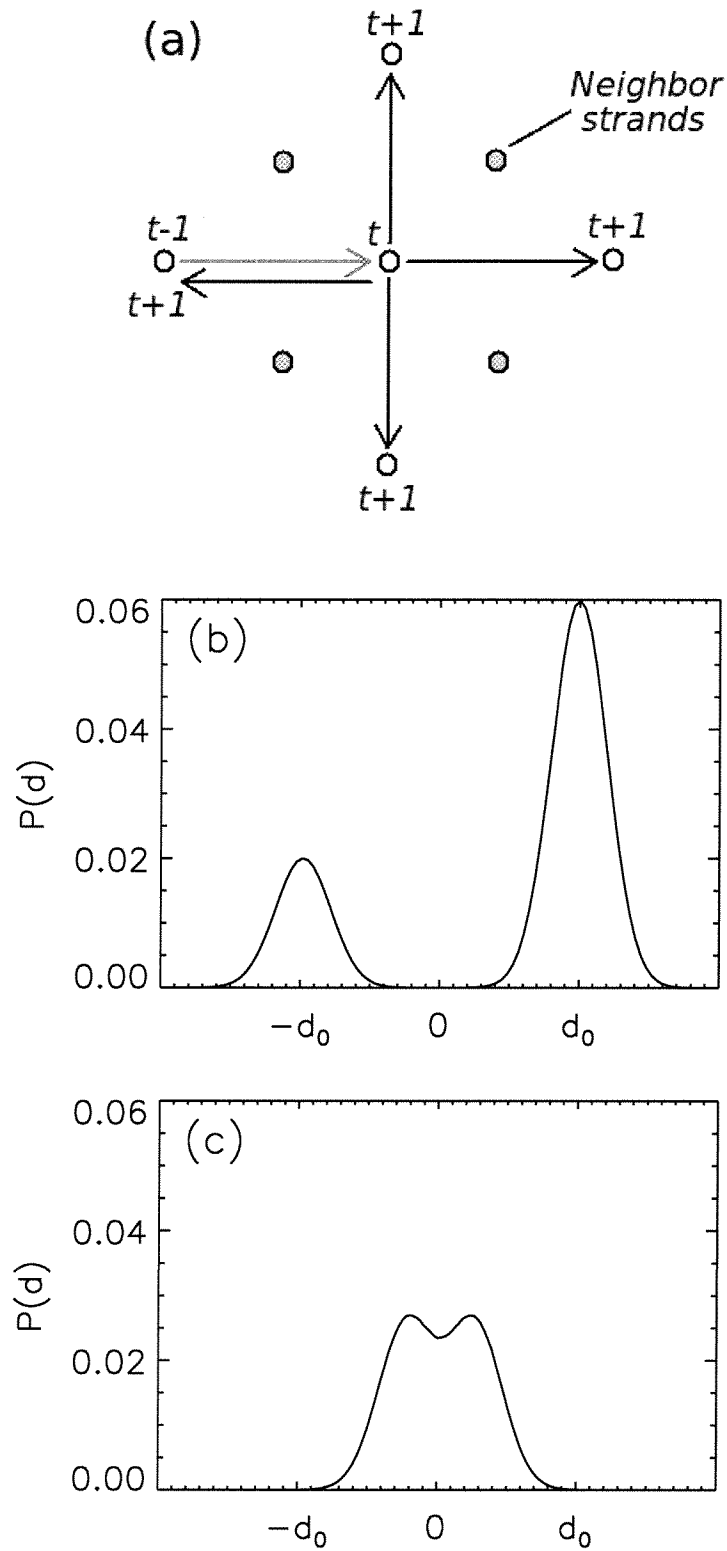 (a)
t+1
Neighbor
strands
t-1
t
t+1
t+1
t+1
(b)
0.06
0.04
0.02
0.00
P(d)
−d₀ 0 d₀
(c)
0.06
0.04
0.02
0.00
P(d)
−d₀ 0 d₀